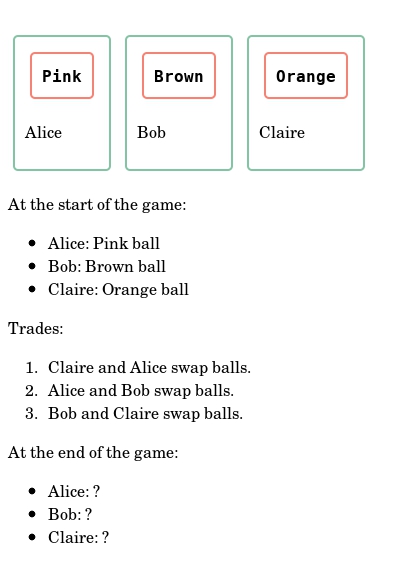 Pink Brown Orange
Alice Bob Claire
At the start of the game:
• Alice: Pink ball
• Bob: Brown ball
• Claire: Orange ball
Trades:
1. Claire and Alice swap balls.
2. Alice and Bob swap balls.
3. Bob and Claire swap balls.
At the end of the game:
• Alice: ?
• Bob: ?
• Claire: ?